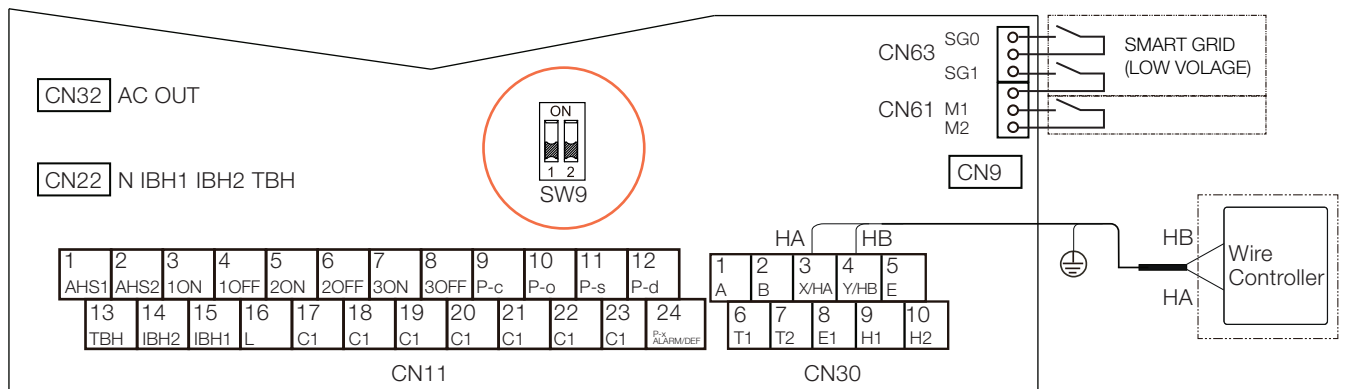 CN63 SG0
SG1
SMART GRID
(LOW VOLAGE)
CN32 AC OUT
CN61 M1
M2
ON
1 2
SW9
CN22 N IBH1 IBH2 TBH
CN9
HA HB
HB
HA
Wire
Controller
1 2 3 4 5 6 7 8 9 10 11 12
AHS1 AHS2 1ON 1OFF 2ON 2OFF 3ON 3OFF P-c P-o P-s P-d
13 14 15 16 17 18 19 20 21 22 23 24
TBH IBH2 IBH1 L C1 C1 C1 C1 C1 C1 C1 P-x
ALARM/DEF
CN11
1 2 3 4 5
A B X/HA Y/HB E
6 7 8 9 10
T1 T2 E1 H1 H2
CN30